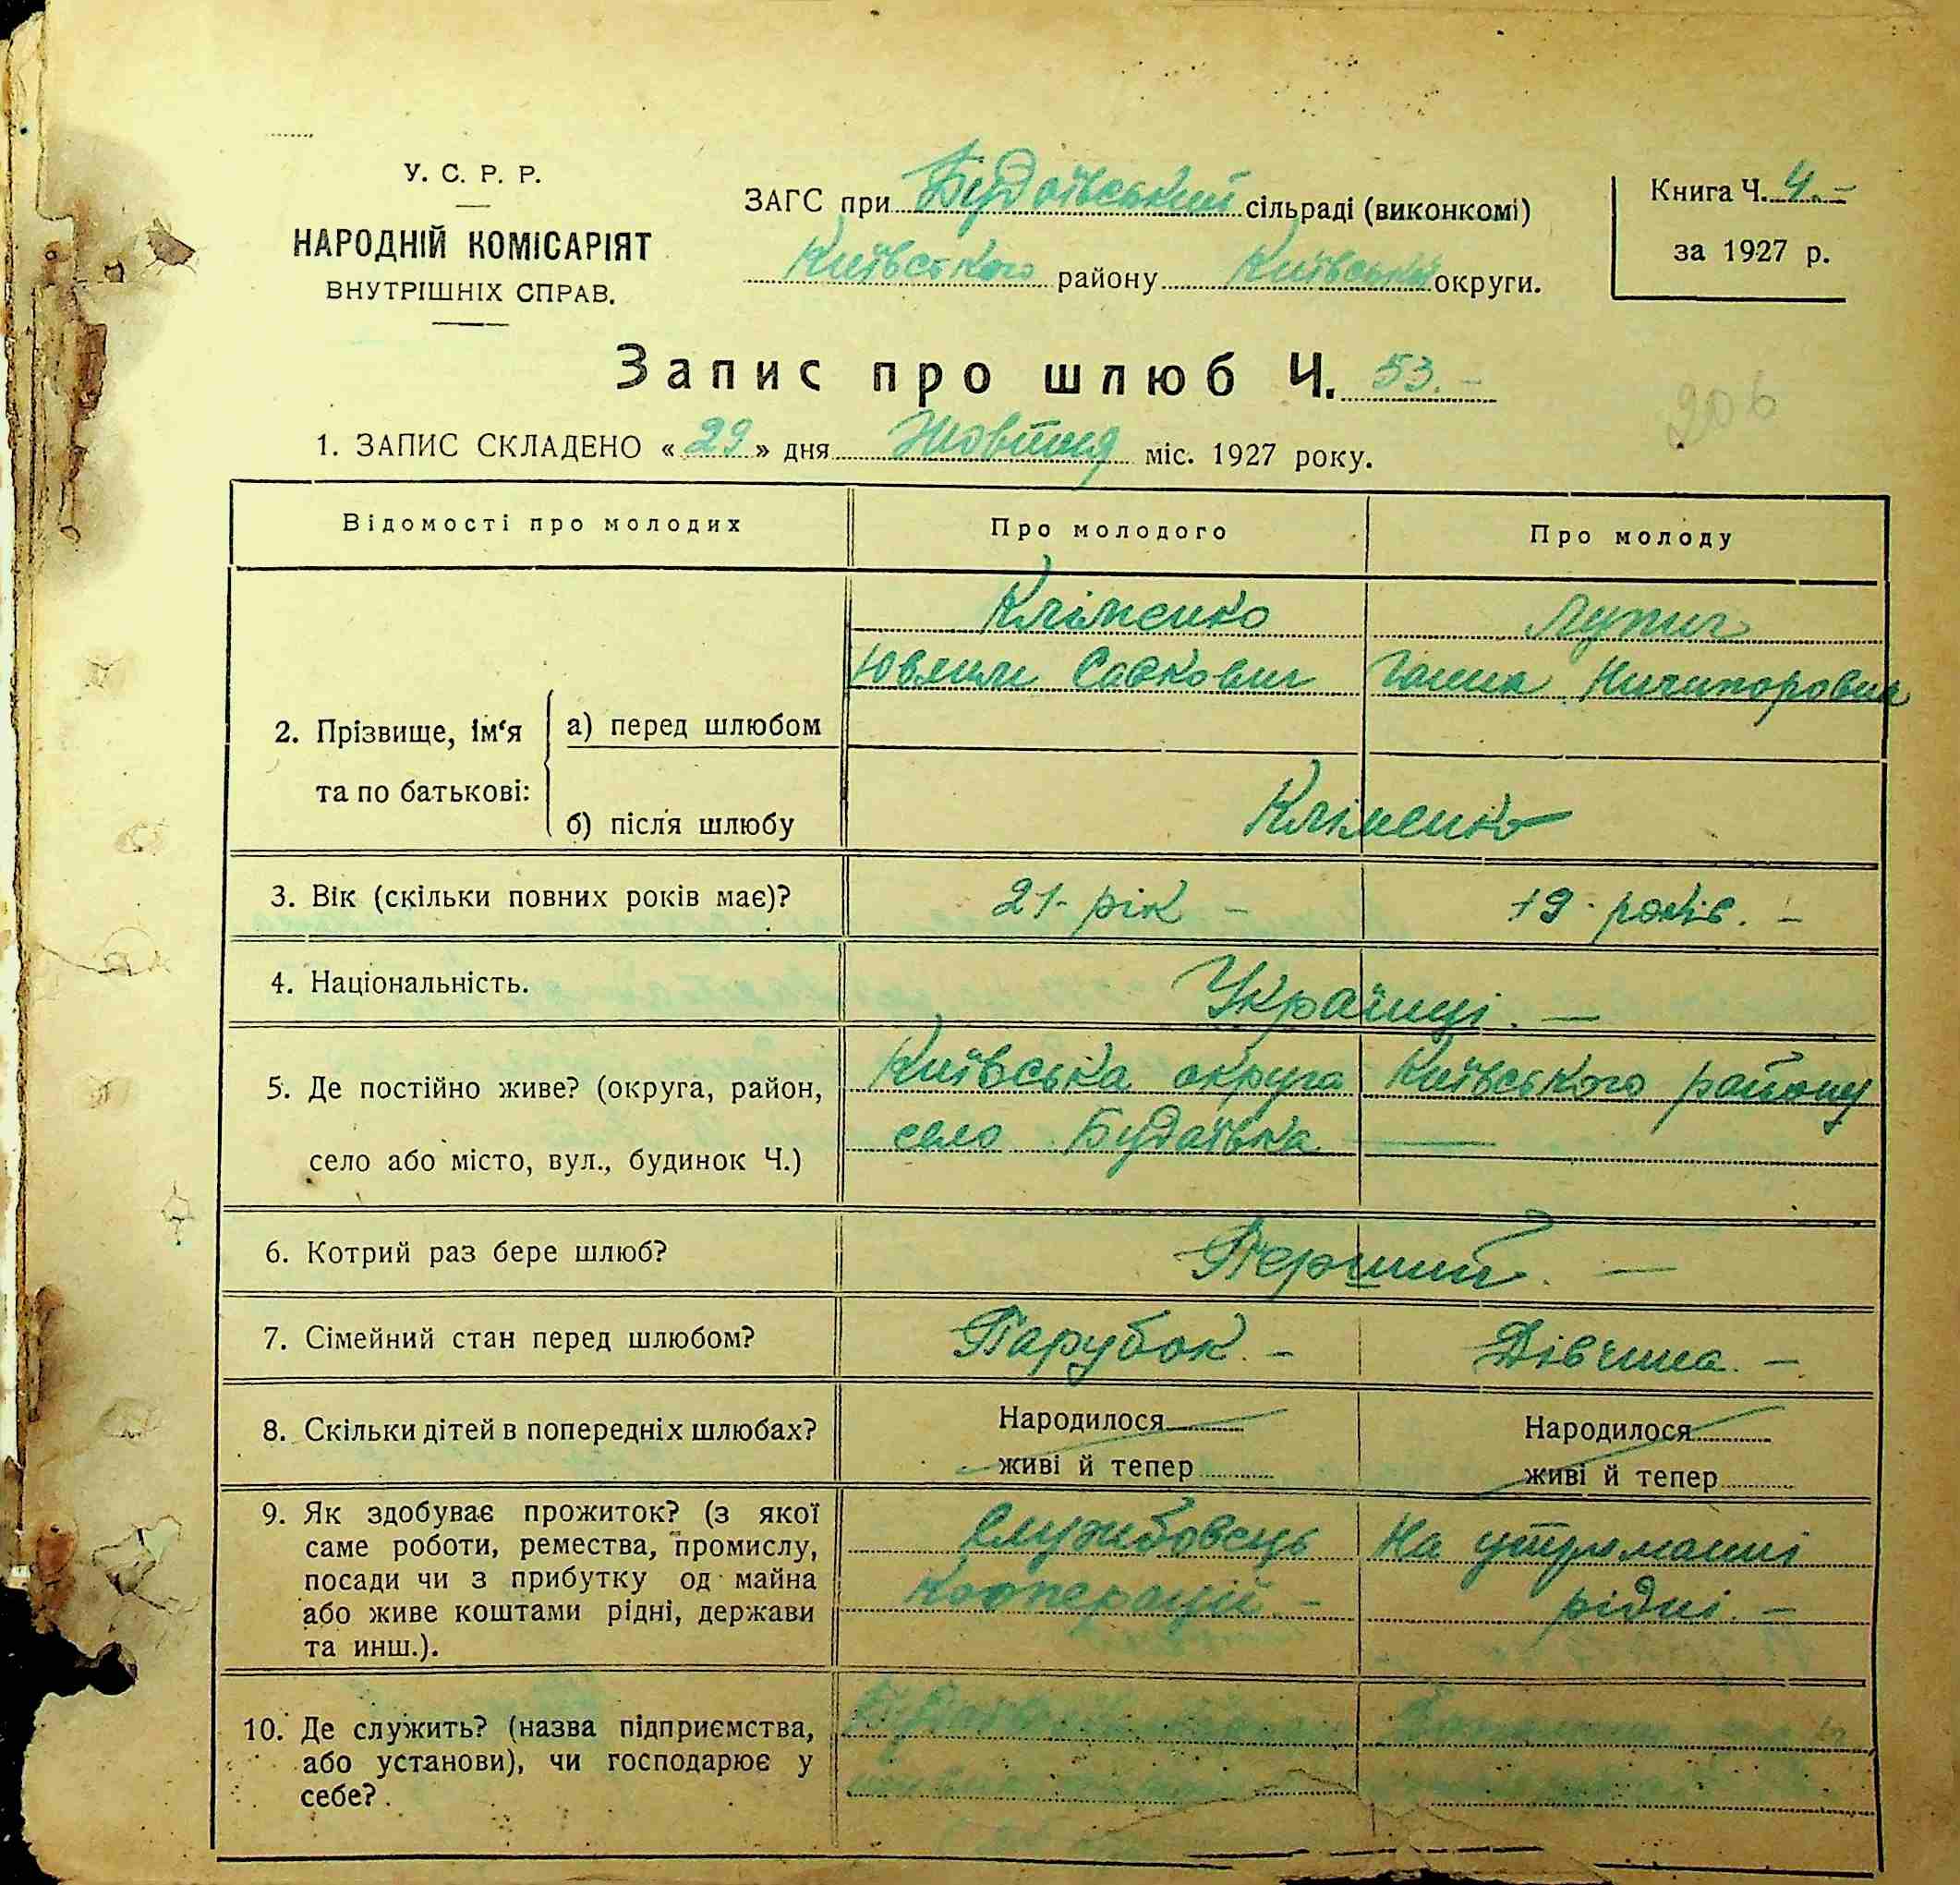 У. С. Р. Р.
НАРОДНІЙ КОМІСАРІЯТ
ВНУТРІШНІХ СПРАВ.
ЗАГС при Будаївський сільраді (виконкомі)
Київського району Київської округи.
Книга Ч. 4. –
за 1927 р.
Запис про шлюб Ч. 53. –
206
1. ЗАПИС СКЛАДЕНО « 29 » дня Жовтня міс. 1927 року.
Відомості про молодих
Про молодого
Про молоду
2. Прізвище, ім‘я та по батькові:
а) перед шлюбом
Кліменко
Савкович
Ганна Ничипоровна
б) після шлюбу
Кліменко
3. Вік (скільки повних років має)?
21- рік –
19 - років. –
4. Національність.
Українці. –
5. Де постійно живе? (округа, район,
село або місто, вул., будинок Ч.)
Київська округа Київського району
село Будаївка
6. Котрий раз бере шлюб?
Перший. –
7. Сімейний стан перед шлюбом?
Парубок. –
Дівчина. –
8. Скільки дітей в попередніх шлюбах?
Народилося
живі й тепер
Народилося
живі й тепер
9. Як здобуває прожиток? (з якої
саме роботи, ремества, промислу,
посади чи з прибутку од майна
або живе коштами рідні, держави
та инш.).
Службовець
Кооперації –
На утриманні
рідні. –
10. Де служить? (назва підприємства,
або установи), чи господарює у
себе?.